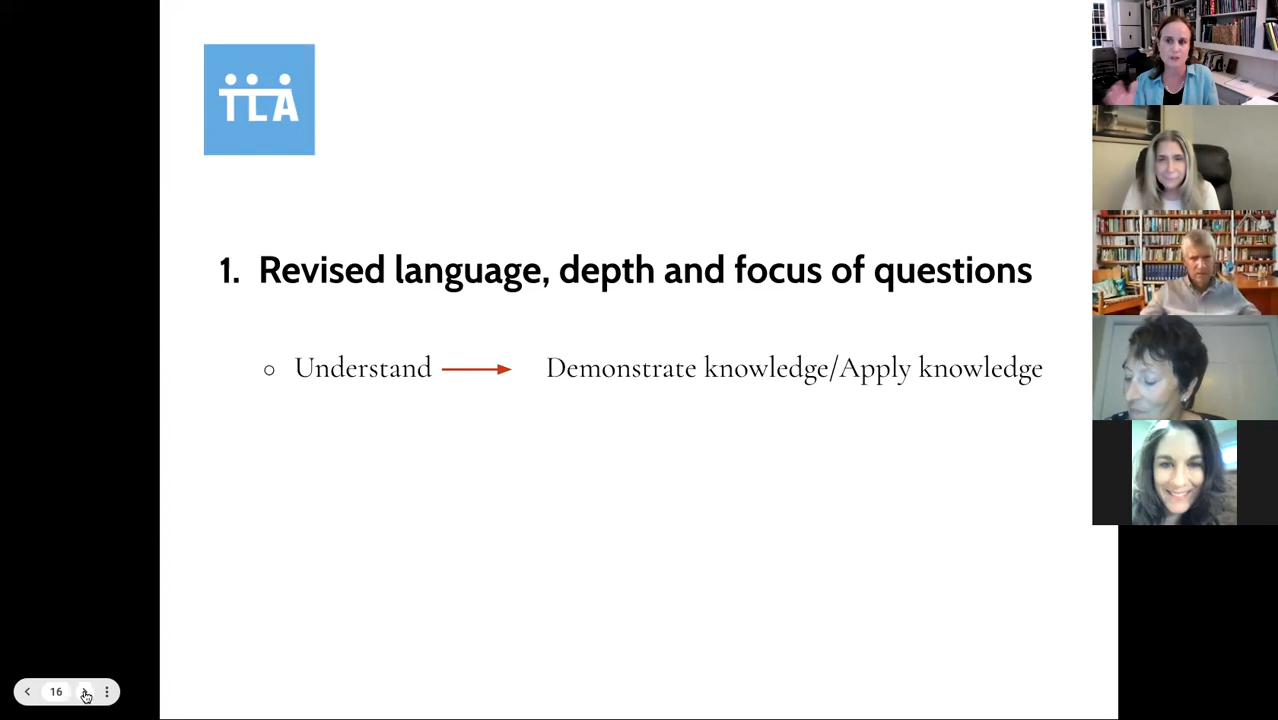 TLA
1. Revised language, depth and focus of questions
○ Understand → Demonstrate knowledge/Apply knowledge
16